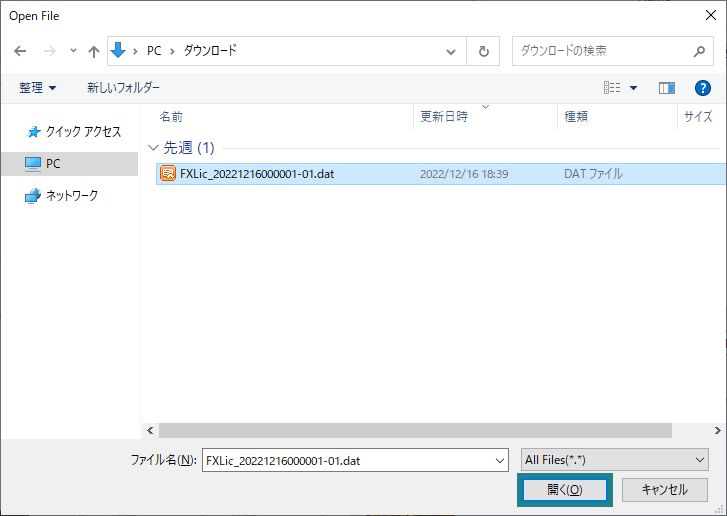 Open File
PC > ダウンロード
ダウンロードの検索
整理
新しいフォルダー
名前 更新日時 種類 サイズ
クイック アクセス
PC
ネットワーク
先週 (1)
FXLic_20221216000001-01.dat 2022/12/16 18:39 DAT ファイル
ファイル名(N): FXLic_20221216000001-01.dat All Files(*.*)
開く(O) キャンセル